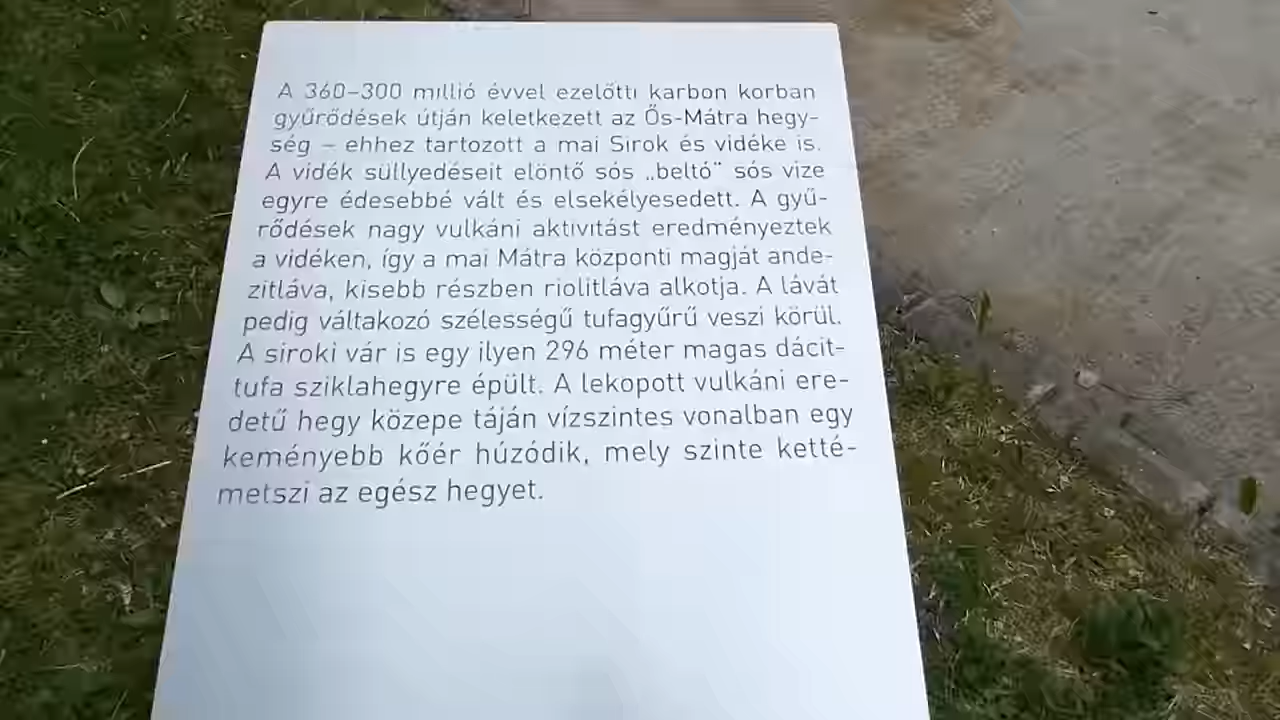 A 360–300 millió évvel ezelőtti karbon korban
gyűrődések útján keletkezett az Ős-Mátra hegy-
ség – ehhez tartozott a mai Sirok és vidéke is.
A vidék süllyedéseit elöntő sós „beltó” sós vize
egyre édesebbé vált és elsekélyesedett. A gyű-
rődések nagy vulkáni aktivitást eredményeztek
a vidéken, így a mai Mátra központi magját ande-
zitláva, kisebb részben riolitláva alkotja. A lávát
pedig váltakozó szélességű tufagyűrű veszi körül.
A siroki vár is egy ilyen 296 méter magas dácit-
tufa sziklahegyre épült. A lekopott vulkáni ere-
detű hegy közepe táján vízszintes vonalban egy
keményebb kőér húzódik, mely szinte ketté-
metszi az egész hegyet.